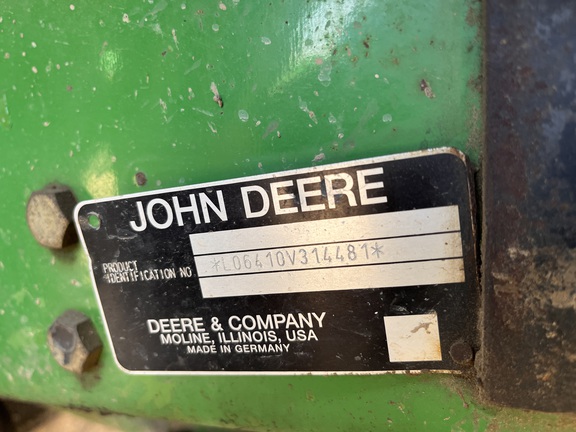 JOHN DEERE
PRODUCT
IDENTIFICATION NO
*L06410V314481*
DEERE & COMPANY
MOLINE, ILLINOIS, USA
MADE IN GERMANY